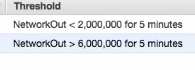 Threshold
NetworkOut < 2,000,000 for 5 minutes
NetworkOut > 6,000,000 for 5 minutes